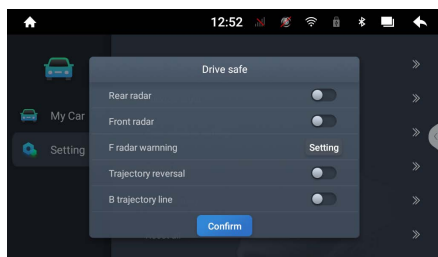 12:52
Drive safe
Rear radar
Front radar
My Car
F radar warnning
Setting
Setting
Trajectory reversal
B trajectory line
Confirm